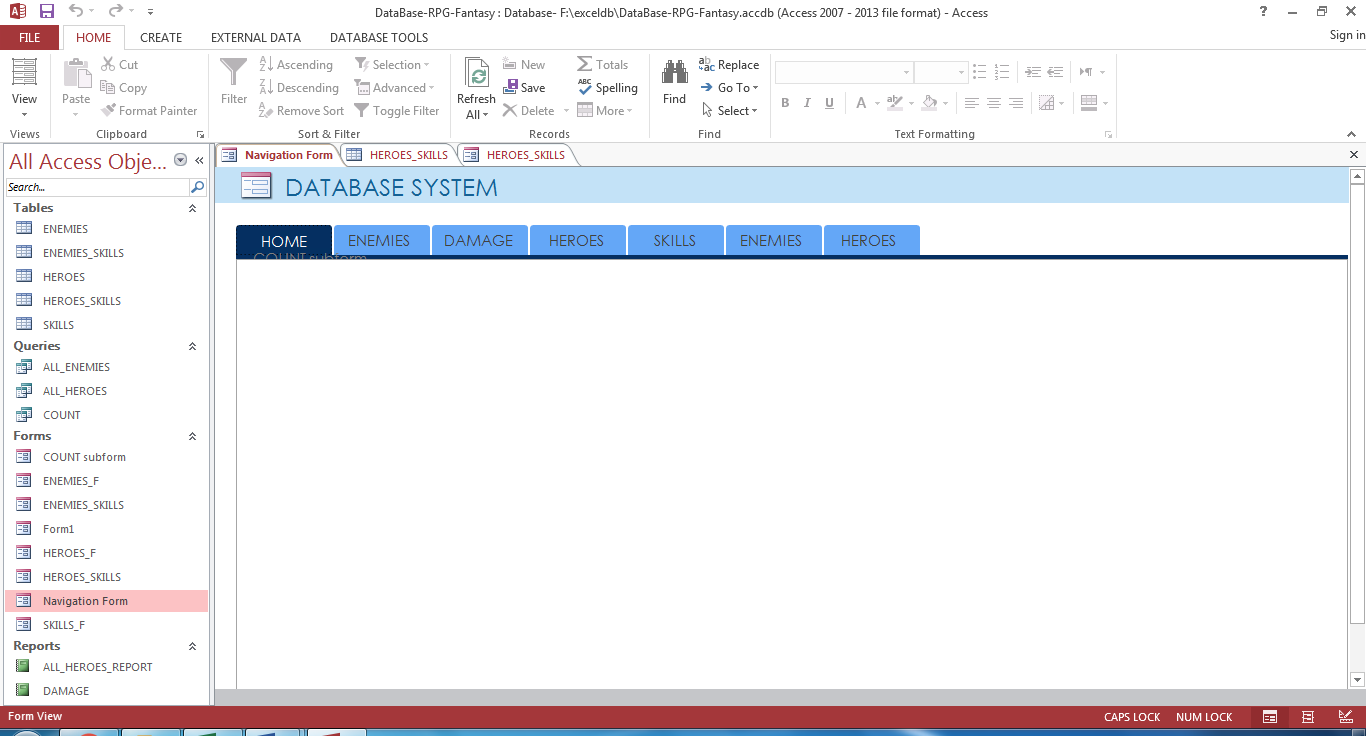 DataBase-RPG-Fantasy : Database- F:\exceldb\DataBase-RPG-Fantasy.accdb (Access 2007 - 2013 file format) - Access
FILE HOME CREATE EXTERNAL DATA DATABASE TOOLS Sign in
View
Views
Paste
Cut
Copy
Format Painter
Clipboard
Filter
Ascending
Descending
Remove Sort
Selection
Advanced
Toggle Filter
Sort & Filter
Refresh
All
New
Save
Delete
Totals
Spelling
More
Records
Find
Replace
Go To
Select
Find
B I U A
Text Formatting
All Access Obje...
Search...
Tables
ENEMIES
ENEMIES_SKILLS
HEROES
HEROES_SKILLS
SKILLS
Queries
ALL_ENEMIES
ALL_HEROES
COUNT
Forms
COUNT subform
ENEMIES_F
ENEMIES_SKILLS
Form1
HEROES_F
HEROES_SKILLS
Navigation Form
SKILLS_F
Reports
ALL_HEROES_REPORT
DAMAGE
Navigation Form HEROES_SKILLS HEROES_SKILLS
DATABASE SYSTEM
HOME ENEMIES DAMAGE HEROES SKILLS ENEMIES HEROES
COUNT subform
Form View CAPS LOCK NUM LOCK